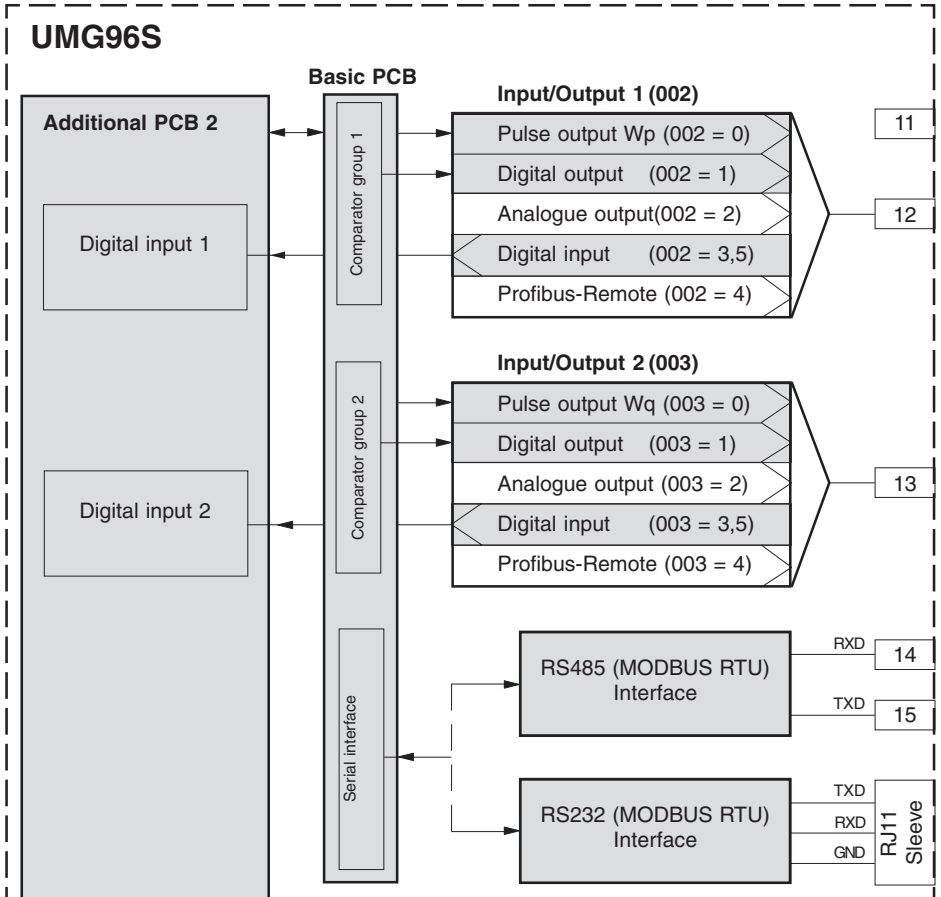 UMG96S
Basic PCB
Additional PCB 2
Digital input 1
Digital input 2
Comparator group 1
Comparator group 2
Serial interface
Input/Output 1 (002)
Pulse output Wp (002 = 0)
Digital output (002 = 1)
Analogue output(002 = 2)
Digital input (002 = 3,5)
Profibus-Remote (002 = 4)
11
12
Input/Output 2 (003)
Pulse output Wq (003 = 0)
Digital output (003 = 1)
Analogue output (003 = 2)
Digital input (003 = 3,5)
Profibus-Remote (003 = 4)
13
RS485 (MODBUS RTU)
Interface
RXD
14
TXD
15
RS232 (MODBUS RTU)
Interface
TXD
RXD
GND
RJ11
Sleeve